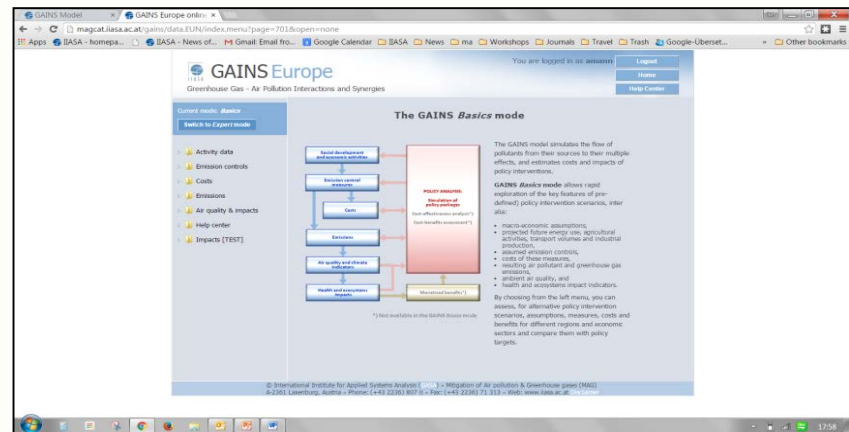 GAINS Model
GAINS Europe online
magcat.iiasa.ac.at/gains/data.EUN/index.menu?page=701&open=none
Apps IIASA - homepa... IIASA - News of... Gmail: Email fro... Google Calendar IIASA News ma Workshops Journals Travel Trash Google-Überset... » Other bookmarks
IIASA
GAINS Europe
Greenhouse Gas - Air Pollution Interactions and Synergies
You are logged in as amann
Logout
Home
Help Center
Current mode: Basics
Switch to Expert mode
Activity data
Emission controls
Costs
Emissions
Air quality & impacts
Help center
Impacts [TEST]
The GAINS Basics mode
Social development
and economic activities
Emission control
measures
Costs
Emissions
Air quality and climate
indicators
Health and ecosystems
impacts
POLICY ANALYSIS:
Simulation of
policy packages
Cost-effectiveness analysis*)
Cost-benefits assessment*)
Monetized benefits*)
*) Not available in the GAINS Basics mode
The GAINS model simulates the flow of
pollutants from their sources to their multiple
effects, and estimates costs and impacts of
policy interventions.
GAINS Basics mode allows rapid
exploration of the key features of pre-
defined) policy intervention scenarios, inter
alia:
• macro-economic assumptions,
• projected future energy use, agricultural
activities, transport volumes and industrial
production,
• assumed emission controls,
• costs of these measures,
• resulting air pollutant and greenhouse gas
emissions,
• ambient air quality, and
• health and ecosystems impact indicators.
By choosing from the left menu, you can
assess, for alternative policy intervention
scenarios, assumptions, measures, costs and
benefits for different regions and economic
sectors and compare them with policy
targets.
© International Institute for Applied Systems Analysis (IIASA) – Mitigation of Air pollution & Greenhouse gases (MAG)
A-2361 Laxenburg, Austria – Phone: (+43 2236) 807 0 – Fax: (+43 2236) 71 313 – Web: www.iiasa.ac.at
17:58